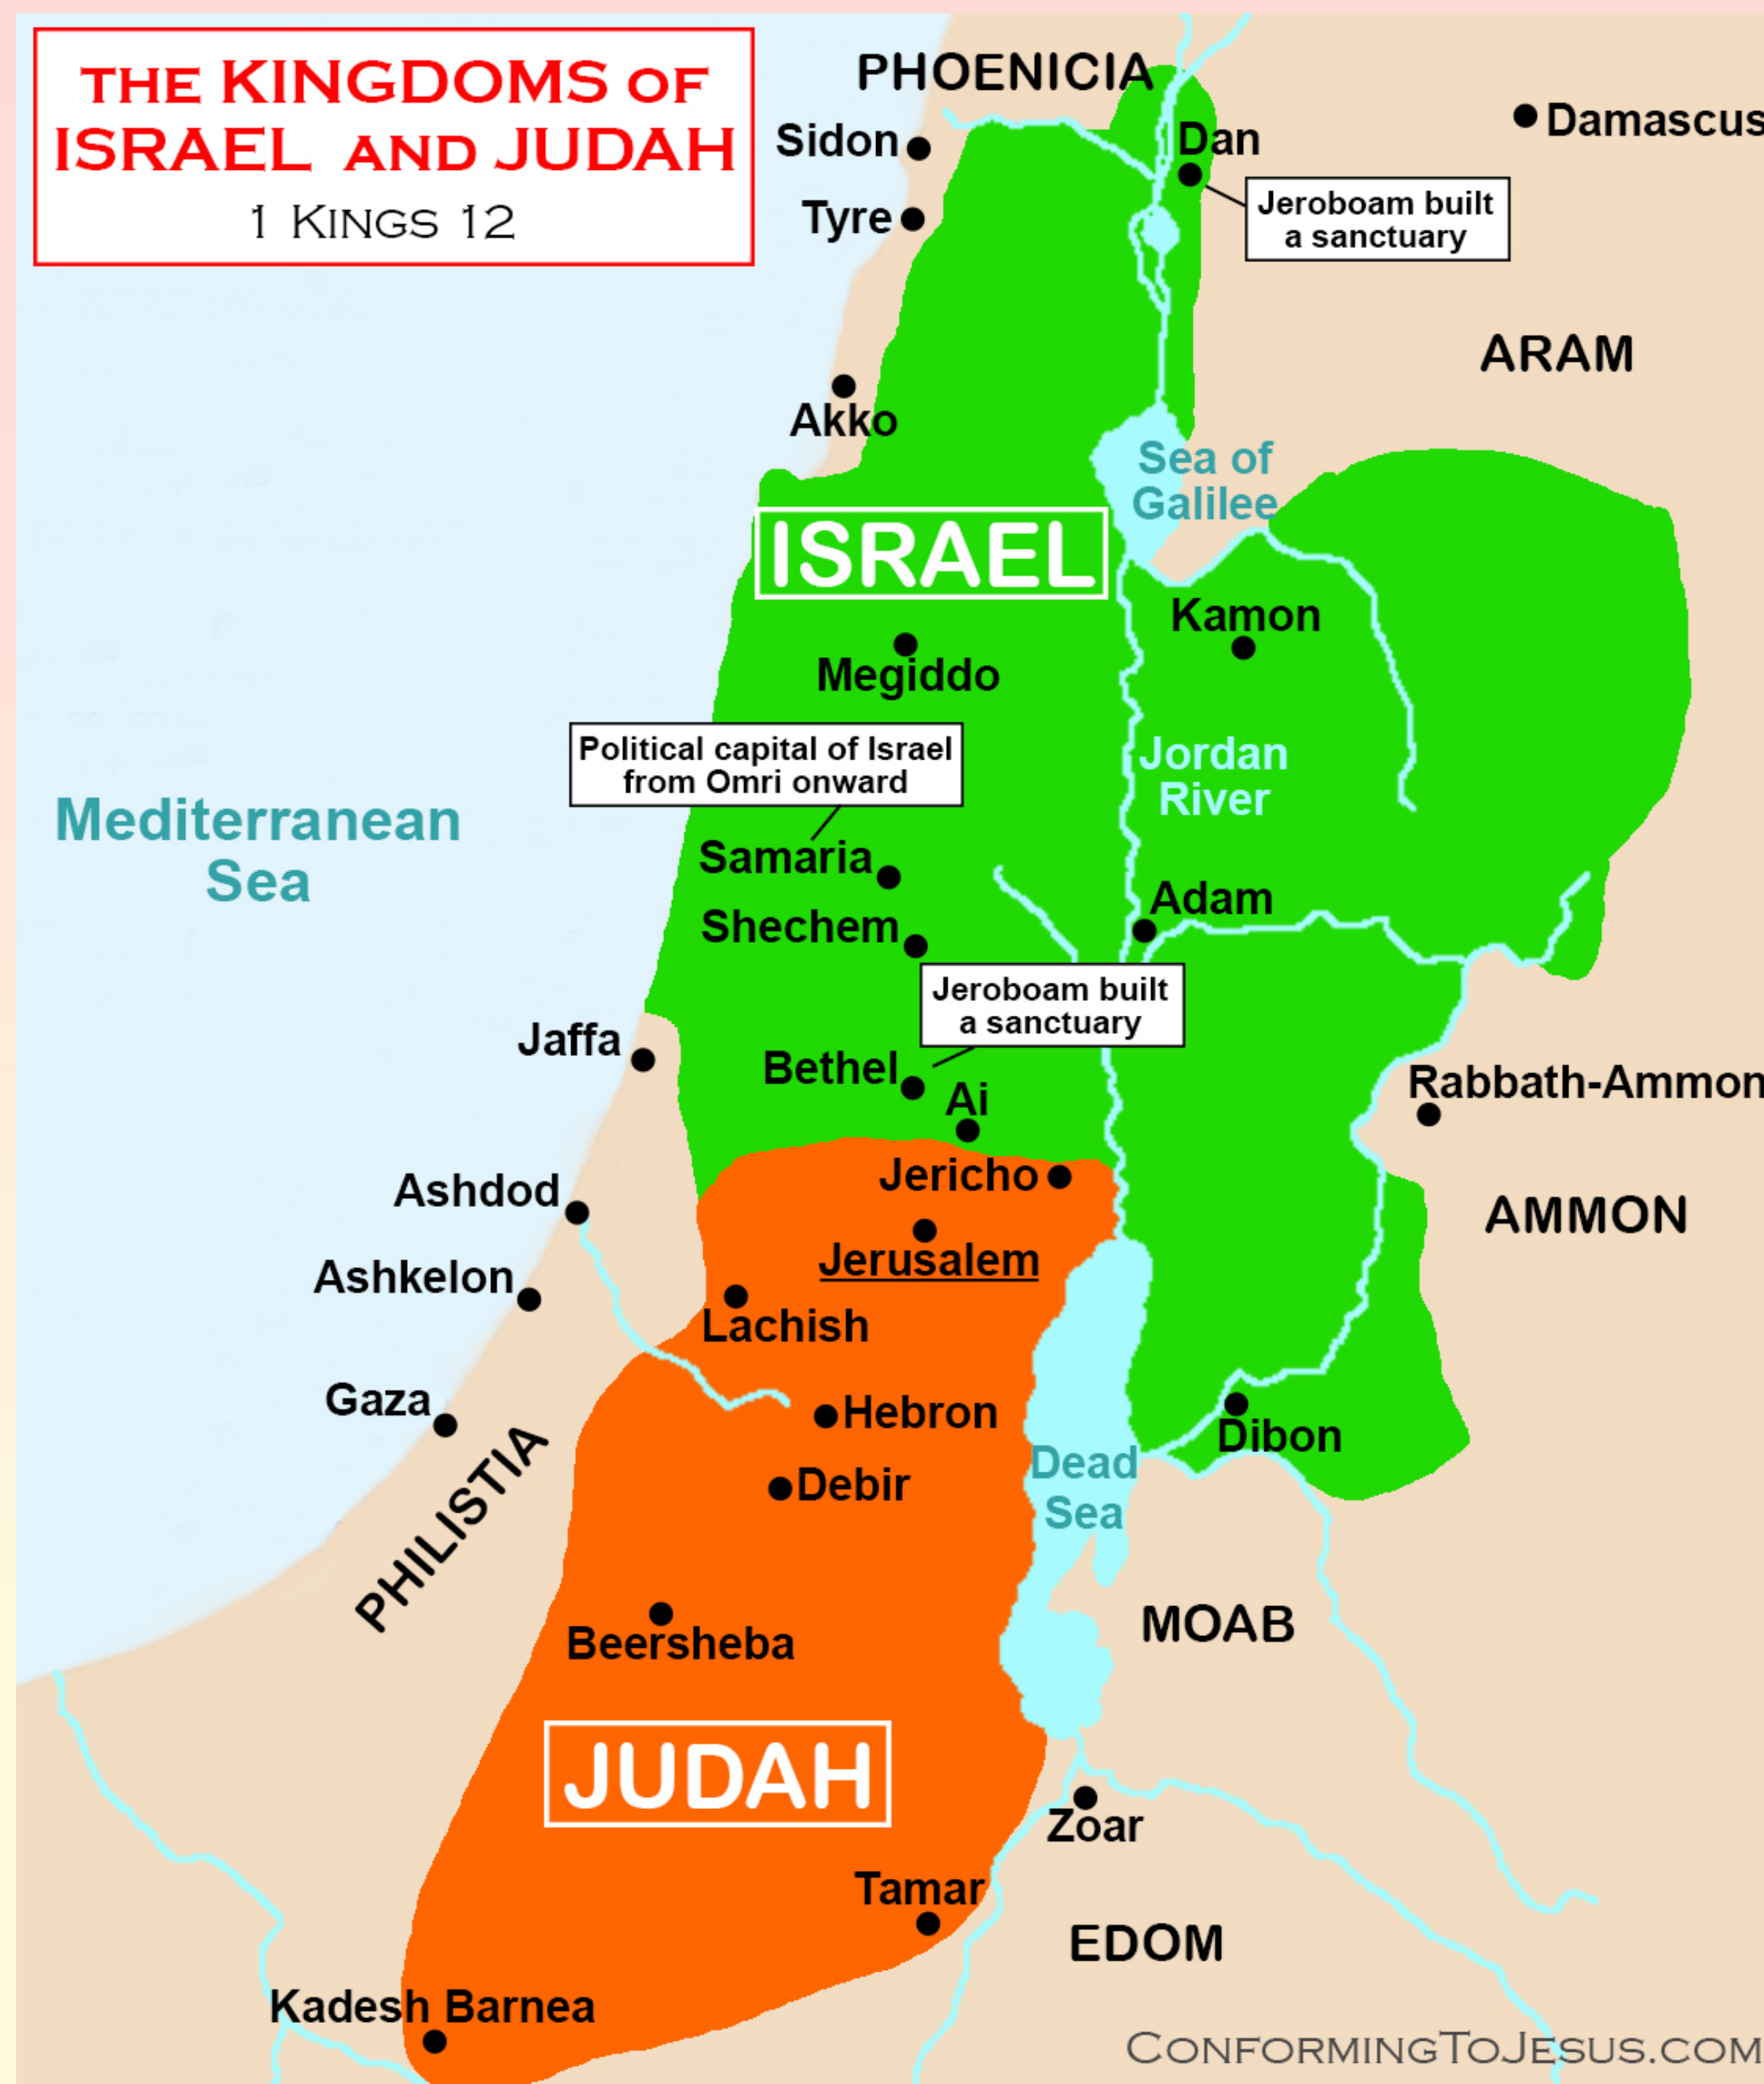 THE KINGDOMS OF
ISRAEL AND JUDAH
1 KINGS 12
PHOENICIA
Sidon
Dan
Damascus
Jeroboam built
a sanctuary
Tyre
ARAM
Akko
Sea of
Galilee
ISRAEL
Kamon
Megiddo
Political capital of Israel
from Omri onward
Jordan
River
Mediterranean
Sea
Samaria
Adam
Shechem
Jeroboam built
a sanctuary
Jaffa
Bethel
Ai
Rabbath-Ammon
Jericho
Ashdod
AMMON
Jerusalem
Ashkelon
Lachish
Gaza
Hebron
Dibon
PHILISTIA
Dead
Sea
Debir
MOAB
Beersheba
JUDAH
Zoar
Tamar
EDOM
Kadesh Barnea
CONFORMINGTOJESUS.COM